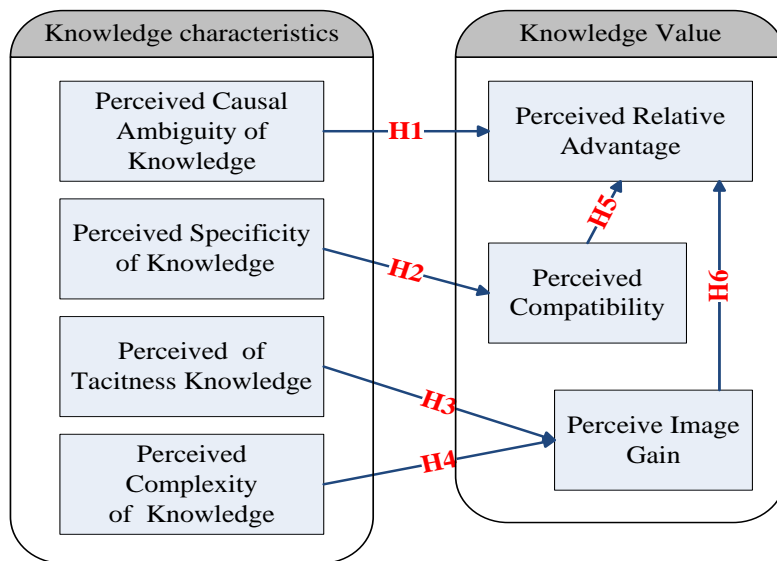 Knowledge characteristics
Perceived Causal
Ambiguity of
Knowledge
Perceived Specificity
of Knowledge
Perceived of
Tacitness Knowledge
Perceived
Complexity
of Knowledge
H1
H2
H3
H4
Knowledge Value
Perceived Relative
Advantage
H5
H6
Perceived
Compatibility
Perceive Image
Gain